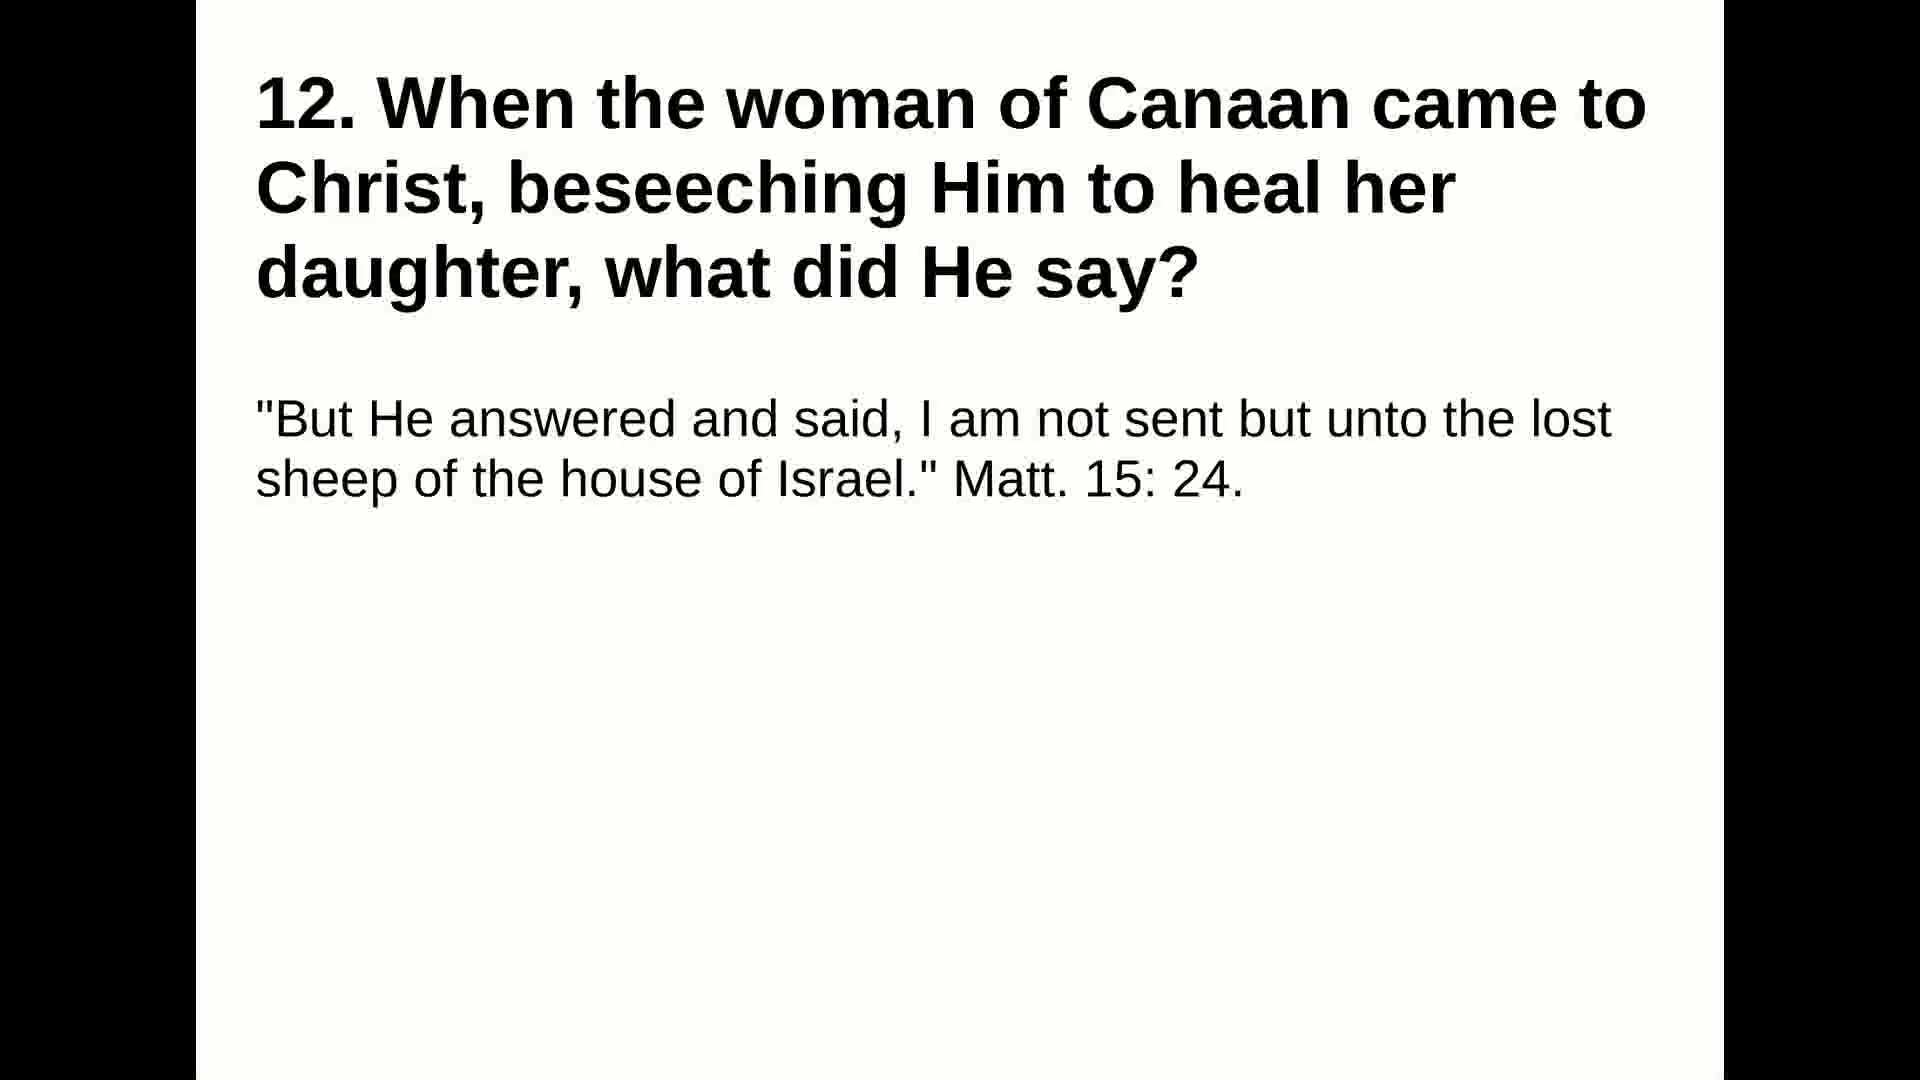 12. When the woman of Canaan came to
Christ, beseeching Him to heal her
daughter, what did He say?
"But He answered and said, I am not sent but unto the lost
sheep of the house of Israel." Matt. 15: 24.